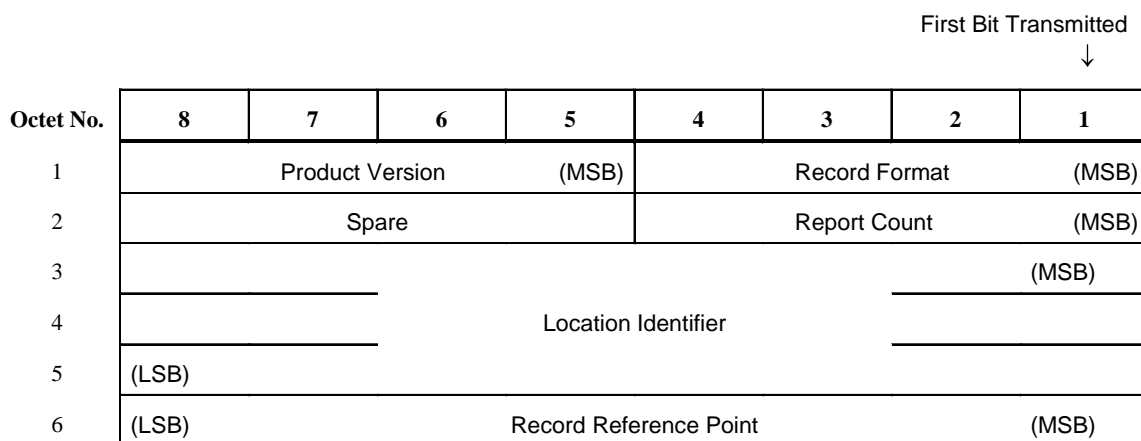 First Bit Transmitted
↓
Octet No. 8 7 6 5 4 3 2 1
1 Product Version (MSB) Record Format (MSB)
2 Spare Report Count (MSB)
3 (MSB)
4 Location Identifier
5 (LSB)
6 (LSB) Record Reference Point (MSB)